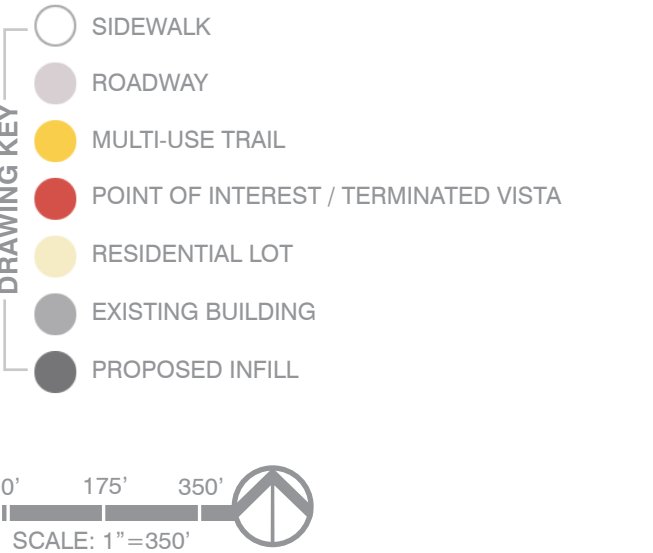 DRAWING KEY
SIDEWALK
ROADWAY
MULTI-USE TRAIL
POINT OF INTEREST / TERMINATED VISTA
RESIDENTIAL LOT
EXISTING BUILDING
PROPOSED INFILL
0’ 175’ 350’
SCALE: 1”=350’